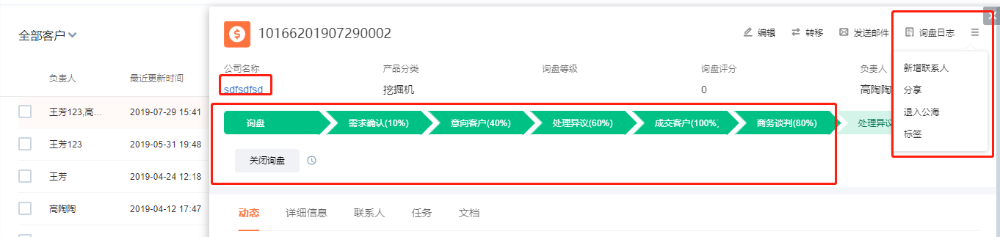 全部客户
负责人 最近更新时间
王芳123,高... 2019-07-29 15:41
王芳123 2019-05-31 19:48
王芳 2019-04-24 12:18
高陶陶 2019-04-12 17:47
10166201907290002
编辑 转移 发送邮件 询盘日志
公司名称 产品分类 询盘等级 询盘评分 负责人
sdfsdfsd 挖掘机 0 高陶陶
询盘 需求确认(10%) 意向客户(40%) 处理异议(60%) 成交客户(100%) 商务谈判(80%) 处理异议
关闭询盘
新增联系人
分享
退入公海
标签
动态 详细信息 联系人 任务 文档